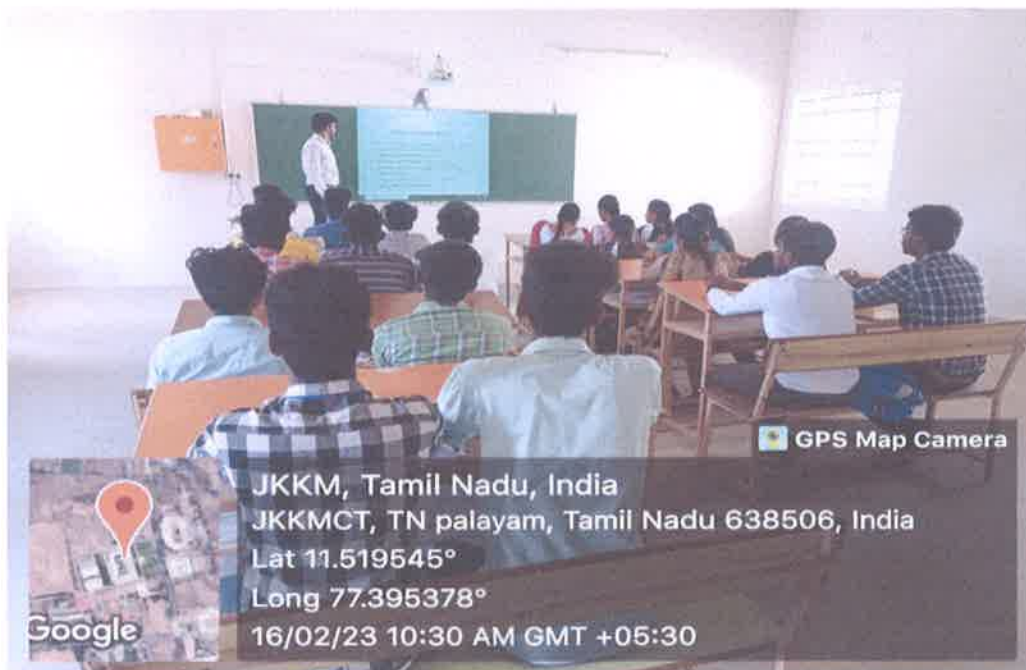 GPS Map Camera
JKKM, Tamil Nadu, India
JKKMCT, TN palayam, Tamil Nadu 638506, India
Lat 11.519545°
Long 77.395378°
16/02/23 10:30 AM GMT +05:30
Google